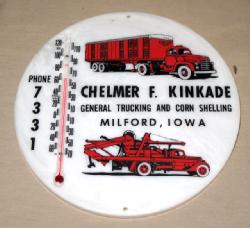 PHONE
7
3
3
1
CHELMER F. KINKADE
GENERAL TRUCKING AND CORN SHELLING
MILFORD, IOWA